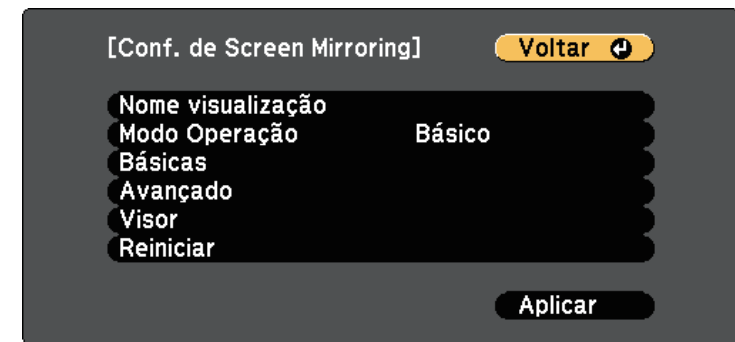 [Conf. de Screen Mirroring] Voltar
Nome visualização
Modo Operação Básico
Básicas
Avançado
Visor
Reiniciar
Aplicar